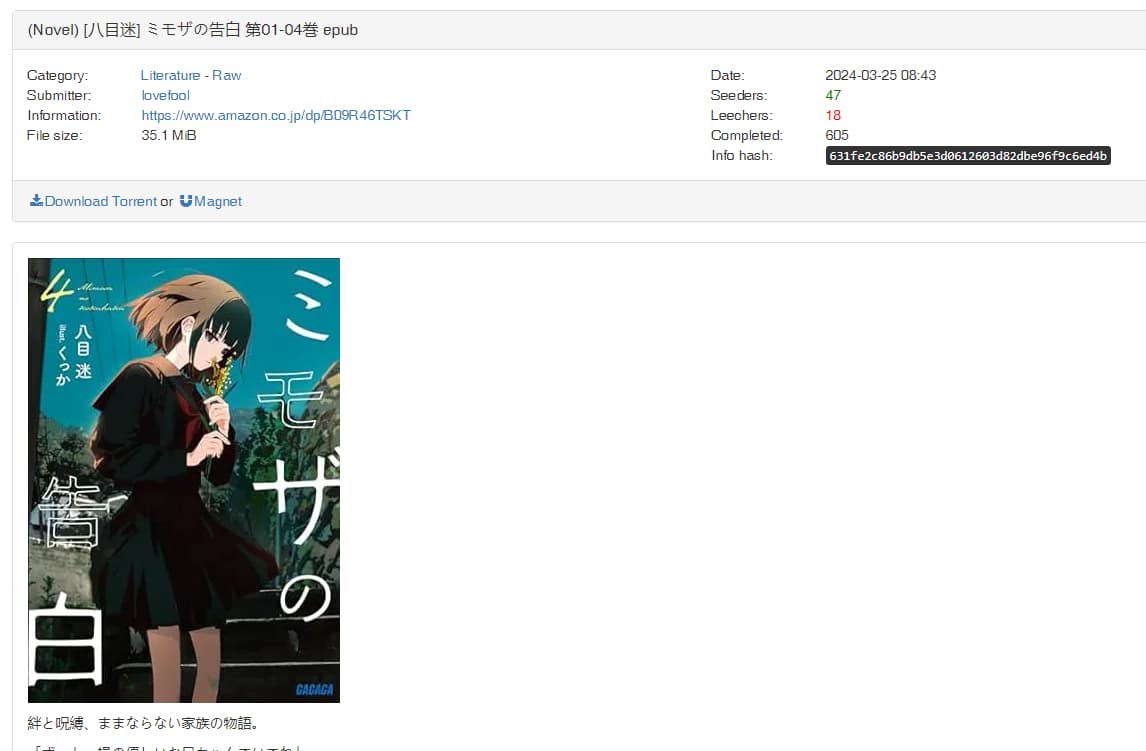 (Novel) [八目迷] ミモザの告白 第01-04巻 epub
Category: Literature - Raw
Date: 2024-03-25 08:43
Submitter: lovefool
Seeders: 47
Information: https://www.amazon.co.jp/dp/B09R46TSKT
Leechers: 18
File size: 35.1 MiB
Completed: 605
Info hash: 631fe2c86b9db5e3d0612603d82dbe96f9c6ed4b
Download Torrent or Magnet
4
Mimosa
no
kokuhaku
八目迷
illust. くっか
ミモザの
告白
GAGAGA
絆と呪縛、ままならない家族の物語。